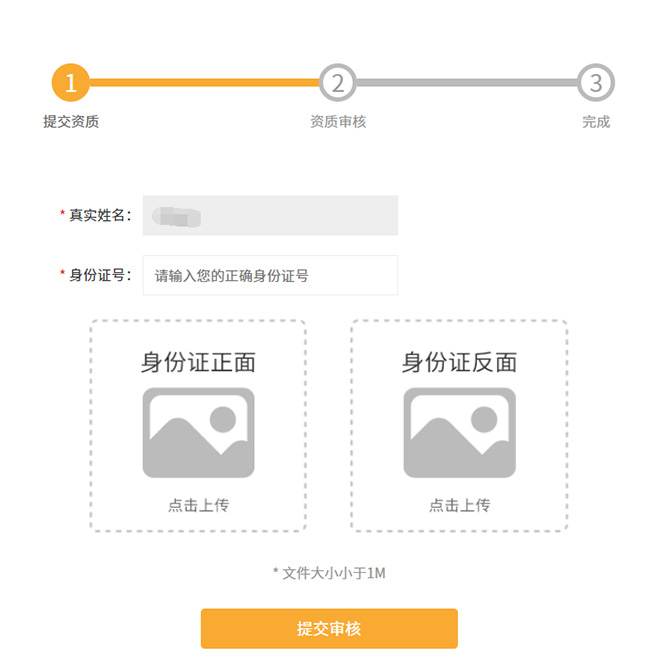 1 2 3
提交资质 资质审核 完成
* 真实姓名：
* 身份证号： 请输入您的正确身份证号
身份证正面 身份证反面
点击上传 点击上传
* 文件大小小于1M
提交审核